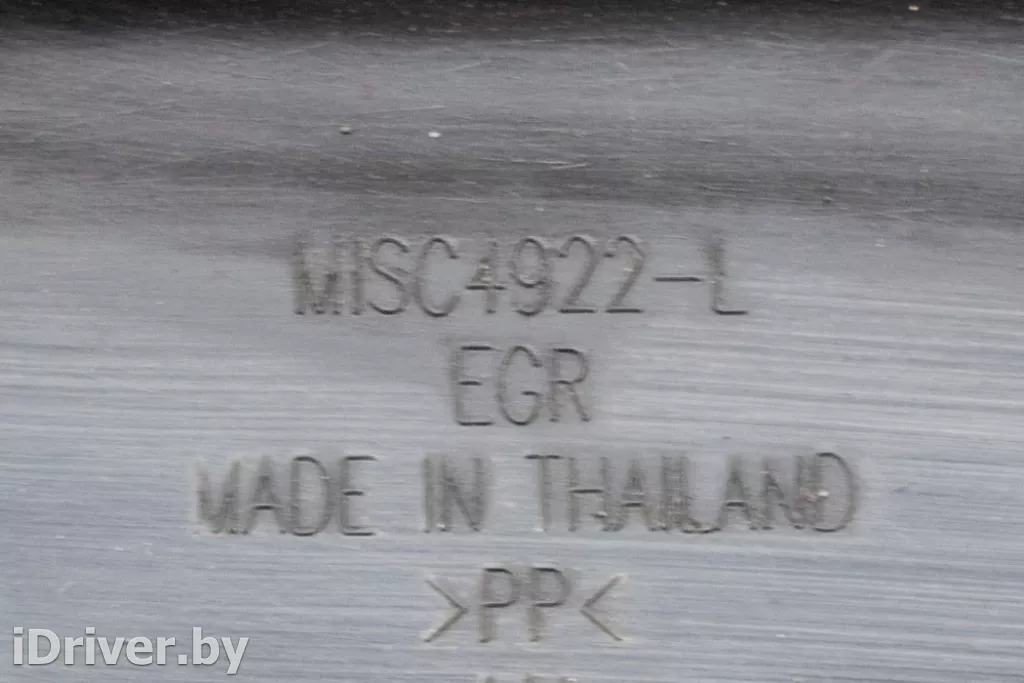 MISC4922-L
EGR
MADE IN THAILAND
>PP<
iDriver.by